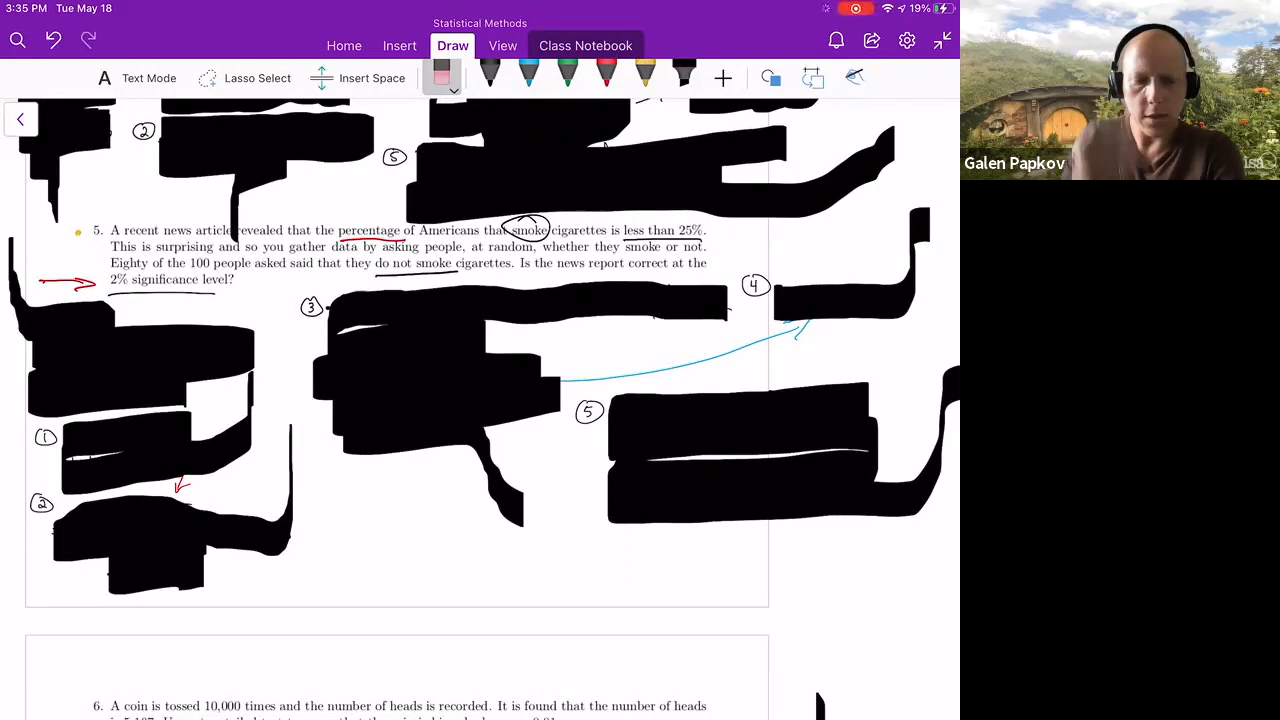 3:35 PM Tue May 18
19%
Statistical Methods
Home Insert Draw View Class Notebook
Text Mode Lasso Select Insert Space
2
5
Galen Papkov
5. A recent news article revealed that the percentage of Americans that smoke cigarettes is less than 25%.
This is surprising and so you gather data by asking people, at random, whether they smoke or not.
Eighty of the 100 people asked said that they do not smoke cigarettes. Is the news report correct at the
2% significance level?
3
4
5
1
2
6. A coin is tossed 10,000 times and the number of heads is recorded. It is found that the number of heads